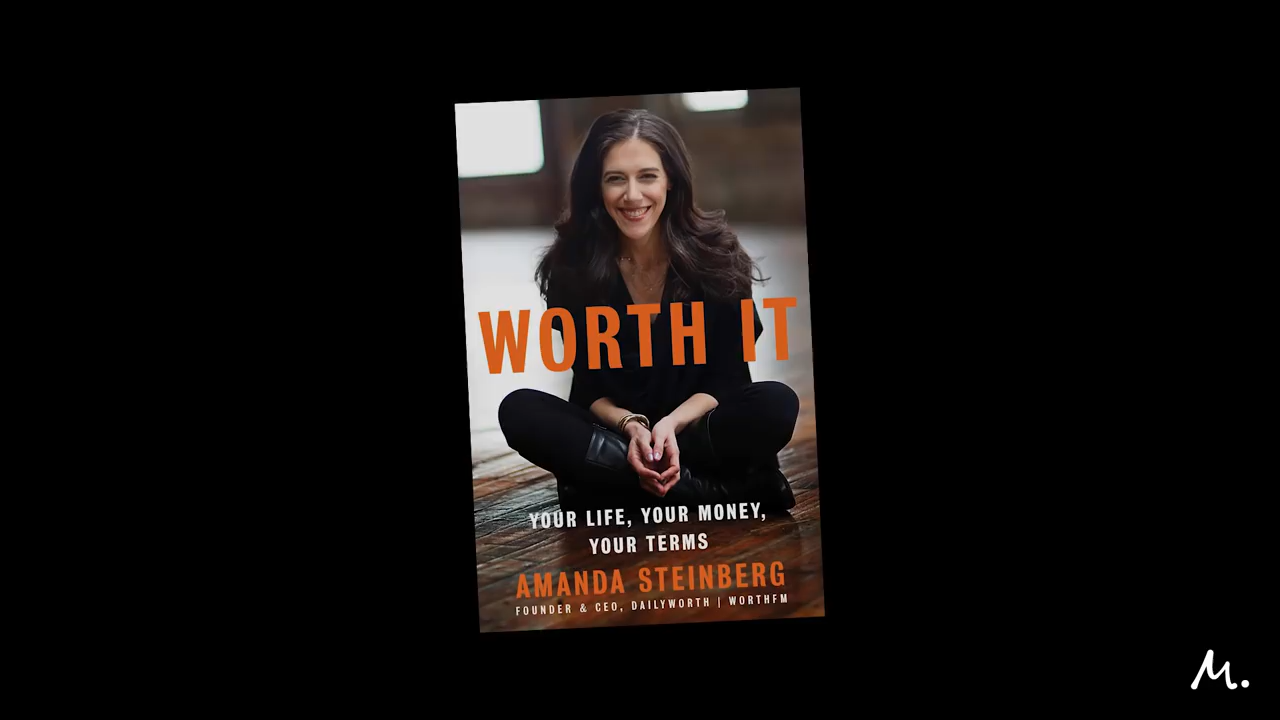 WORTH IT
YOUR LIFE, YOUR MONEY,
YOUR TERMS
AMANDA STEINBERG
FOUNDER & CEO, DAILYWORTH | WORTHFM
M.